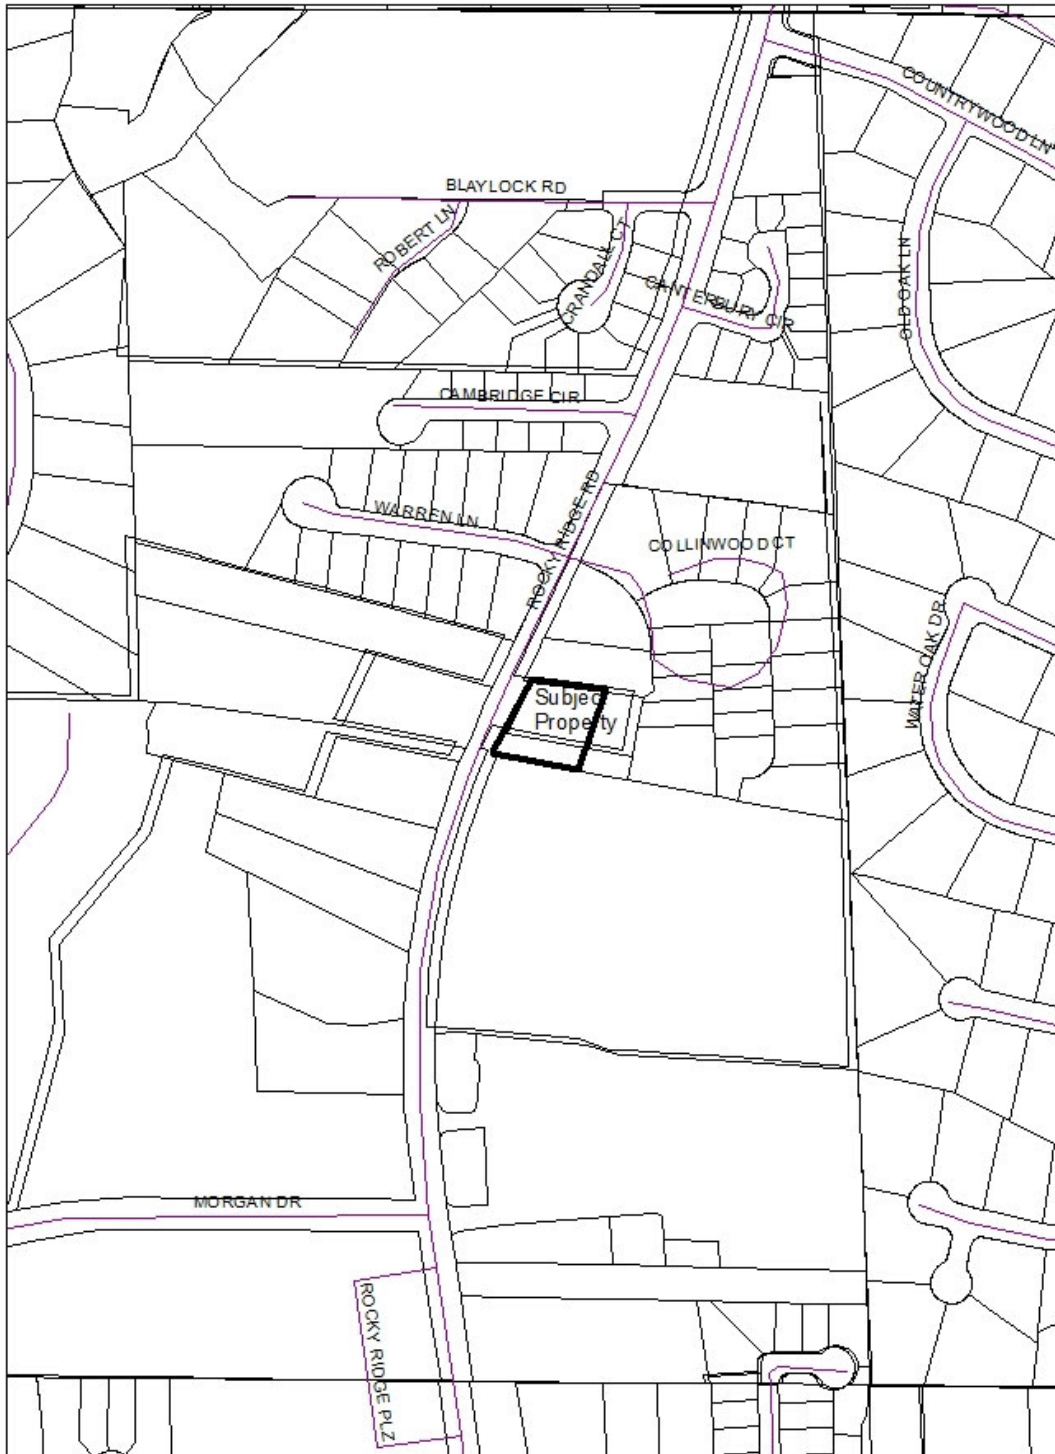 COUNTRYWOOD LN
BLAYLOCK RD
ROBERT LN
CRANDALL CT
CANTERBURY CIR
OLD OAK LN
CAMBRIDGE CIR
WARREN LN
ROCKY RIDGE RD
COLLINWOOD CT
WATER OAK DR
Subject
Property
MORGAN DR
ROCKY RIDGE PLZ